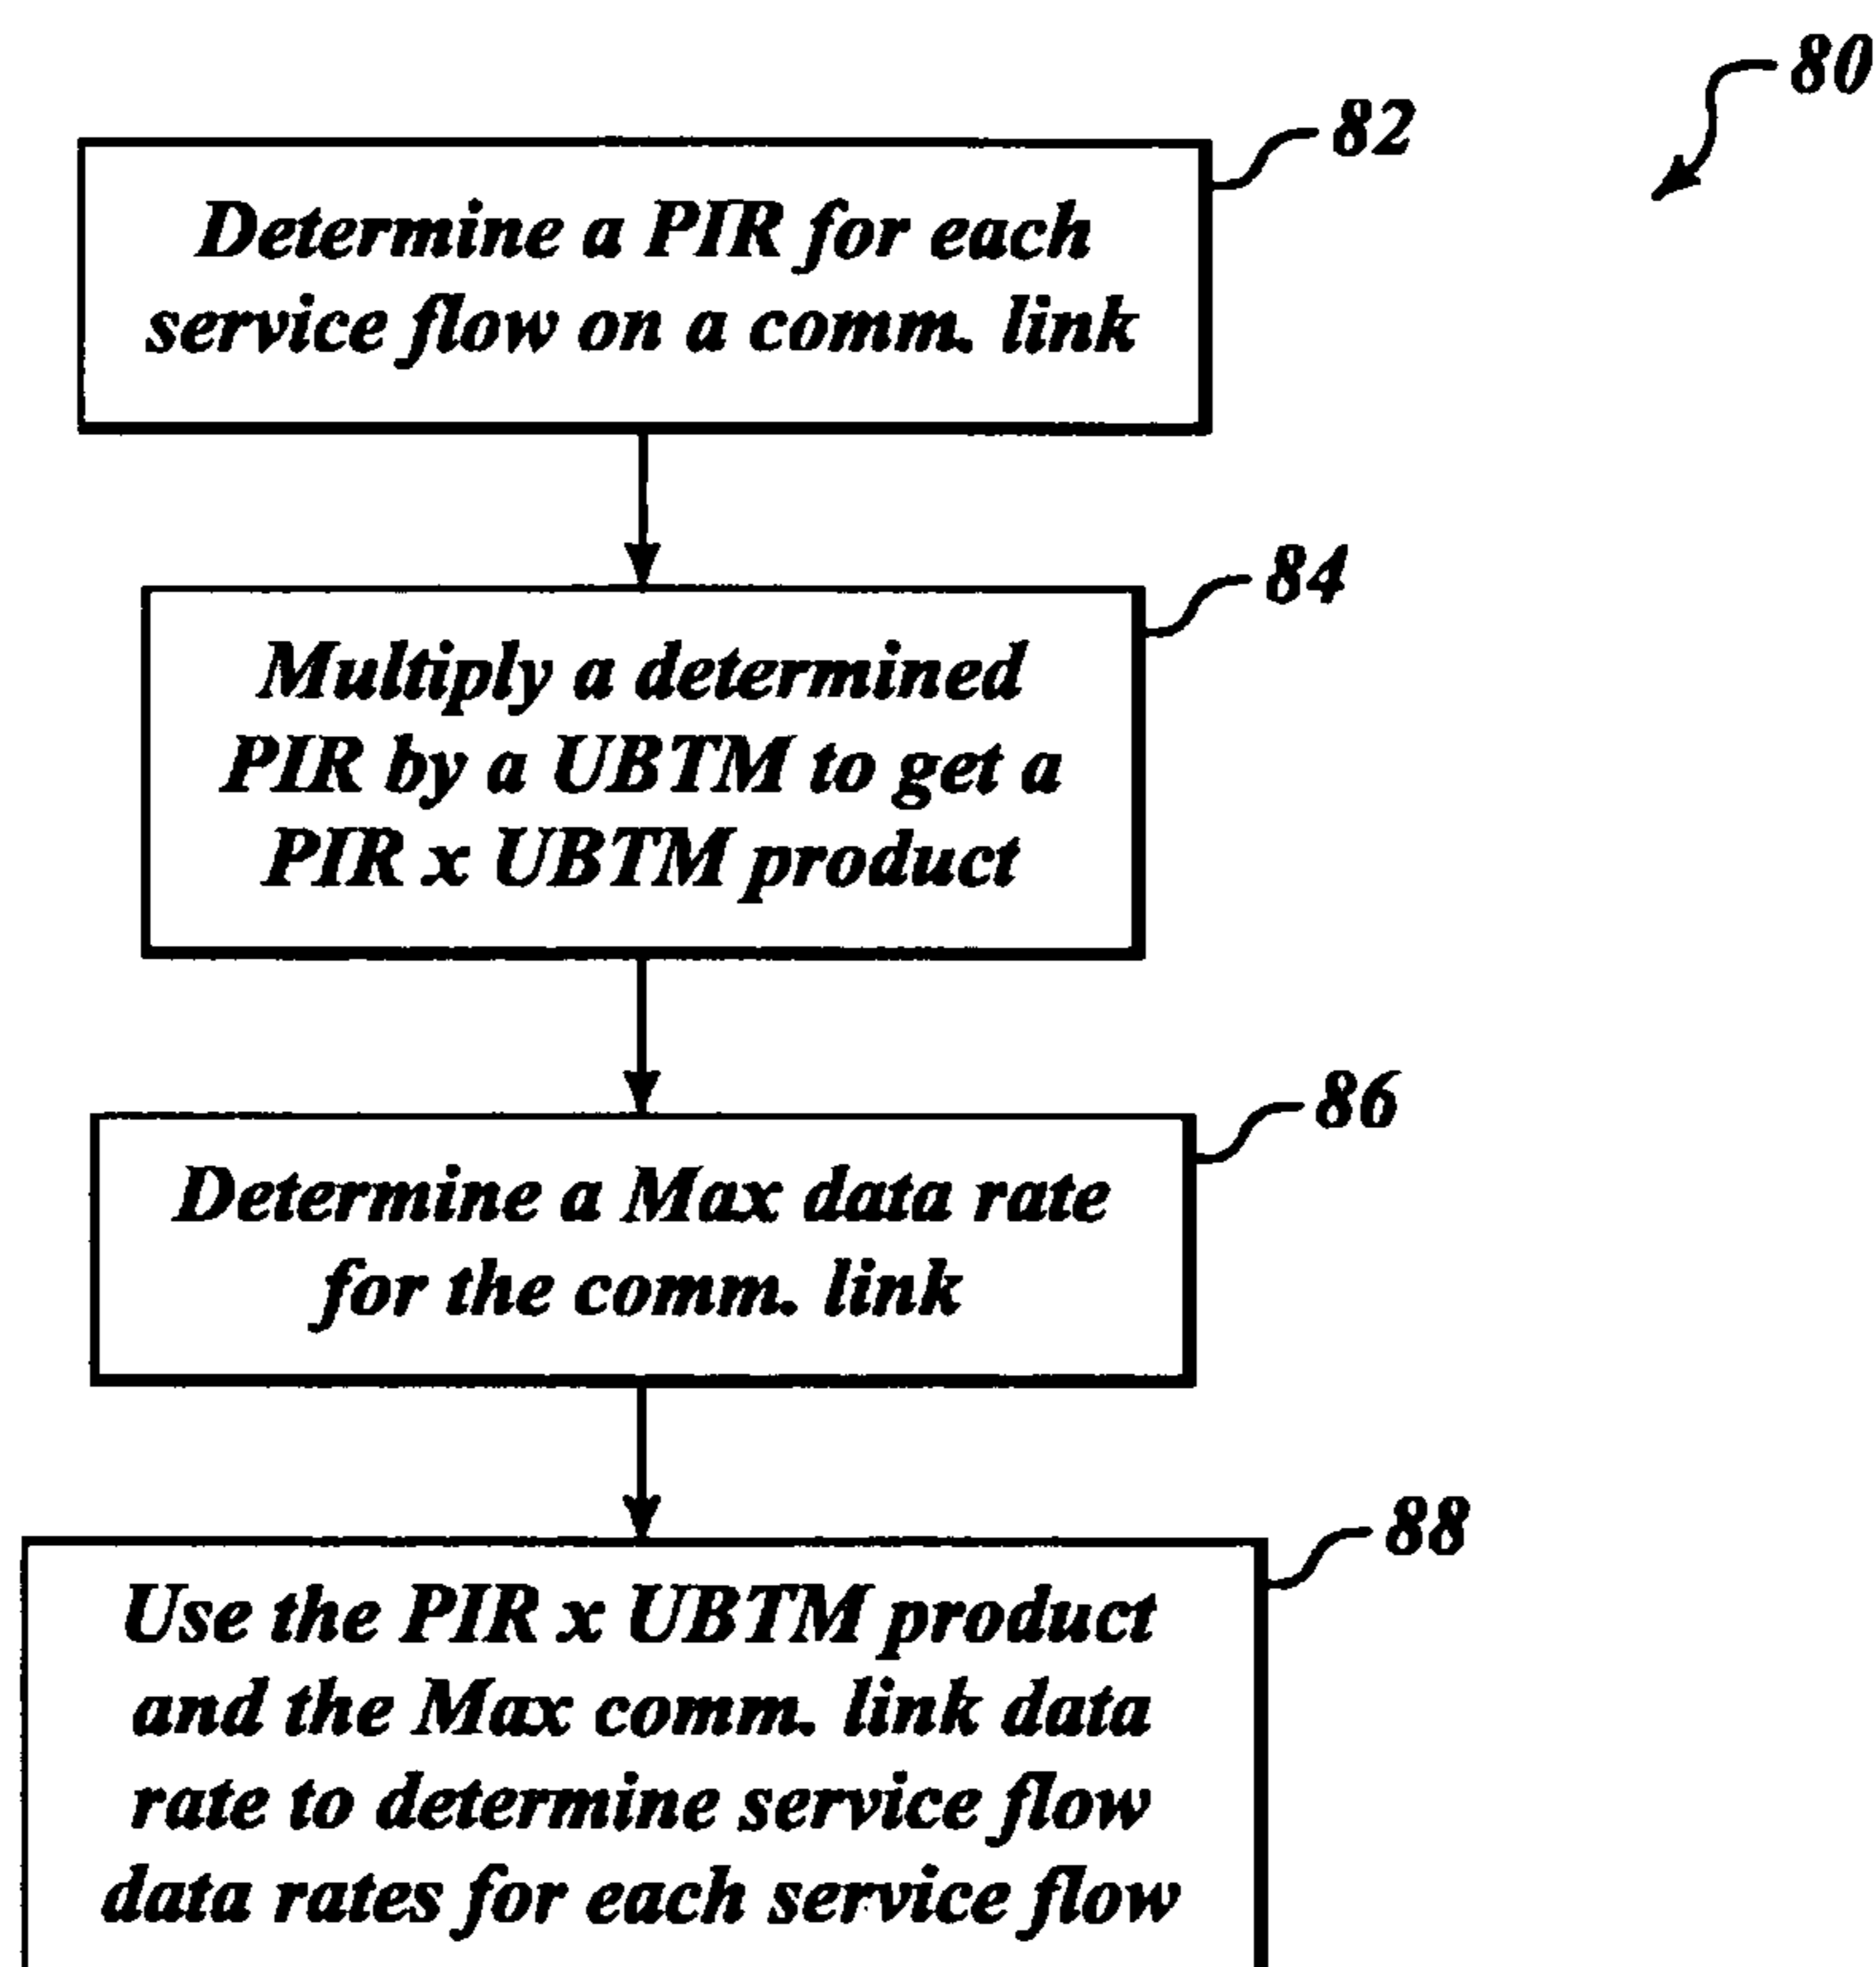 80
82
Determine a PIR for each
service flow on a comm. link
84
Multiply a determined
PIR by a UBTM to get a
PIR x UBTM product
86
Determine a Max data rate
for the comm. link
88
Use the PIR x UBTM product
and the Max comm. link data
rate to determine service flow
data rates for each service flow